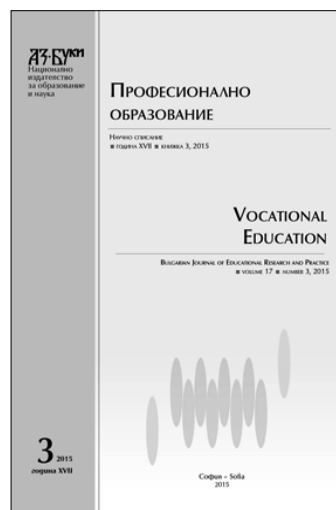 АЗ·БУКИ
Национално
издателство
за образование
и наука
Професионално
образование
Научно списание
▪ година XVII ▪ книжка 3, 2015
Vocational
Education
Bulgarian Journal of Educational Research and Practice
▪ volume 17 ▪ number 3, 2015
3 2015
година XVII
София – Sofia
2015